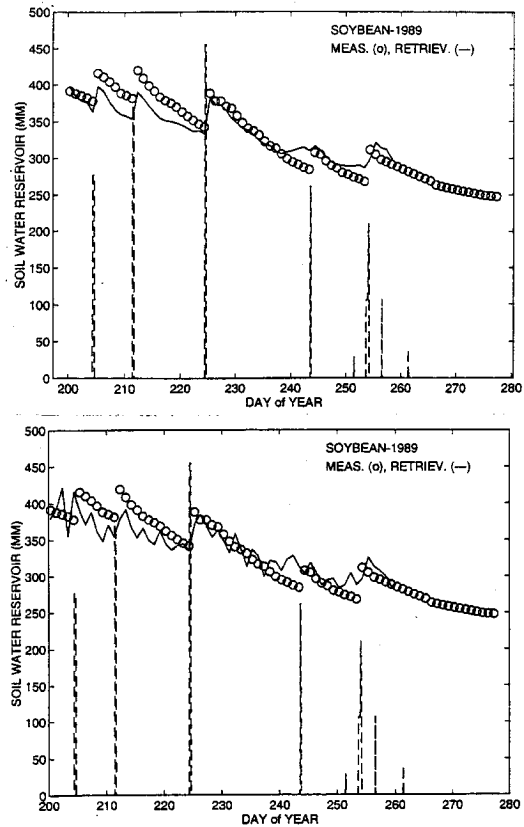 500
450
400
350
300
250
200
150
100
50
0
SOIL WATER RESERVOIR (MM)
SOYBEAN-1989
MEAS. (o), RETRIEV. (—)
200 210 220 230 240 250 260 270 280
DAY of YEAR
500
450
400
350
300
250
200
150
100
50
0
SOIL WATER RESERVOIR (MM)
SOYBEAN-1989
MEAS. (o), RETRIEV. (—)
200 210 220 230 240 250 260 270 280
DAY of YEAR